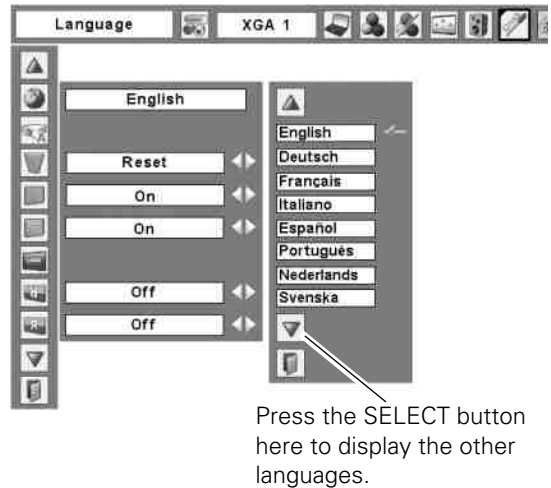 Language
XGA 1
English
Reset
On
On
Off
Off
English
Deutsch
Français
Italiano
Español
Português
Nederlands
Svenska
Press the SELECT button
here to display the other
languages.